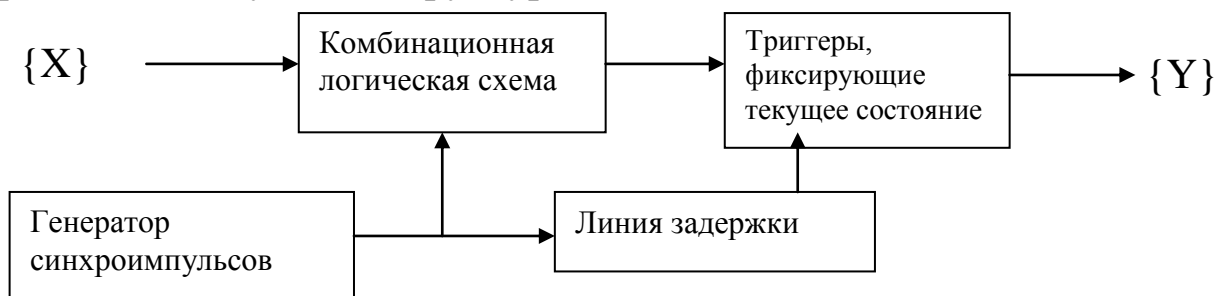 {X}
Комбинационная
логическая схема
Триггеры,
фиксирующие
текущее состояние
{Y}
Генератор
синхроимпульсов
Линия задержки